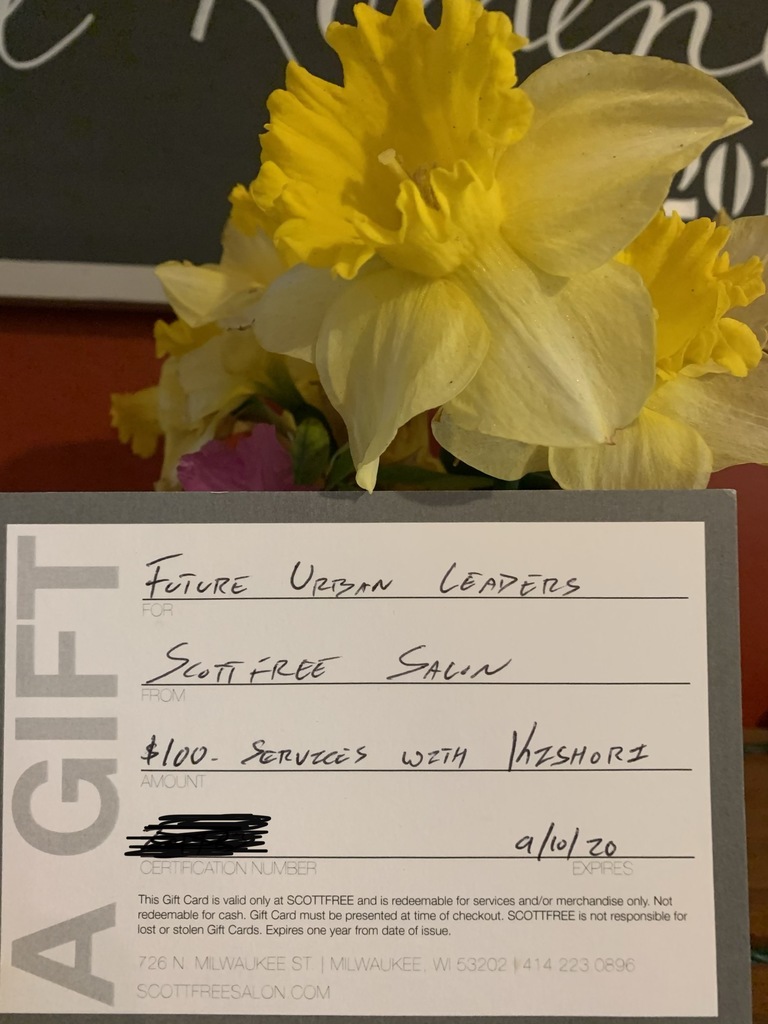 201
A GIFT
FUTURE URBAN LEADERS
FOR
SCOTTFREE SALON
FROM
$100- SERVICES WITH KISHORI
AMOUNT
9/10/20
CERTIFICATION NUMBER EXPIRES
This Gift Card is valid only at SCOTTFREE and is redeemable for services and/or merchandise only. Not
redeemable for cash. Gift Card must be presented at time of checkout. SCOTTFREE is not responsible for
lost or stolen Gift Cards. Expires one year from date of issue.
726 N. MILWAUKEE ST. | MILWAUKEE, WI 53202 | 414 223 0896
SCOTTFREESALON.COM